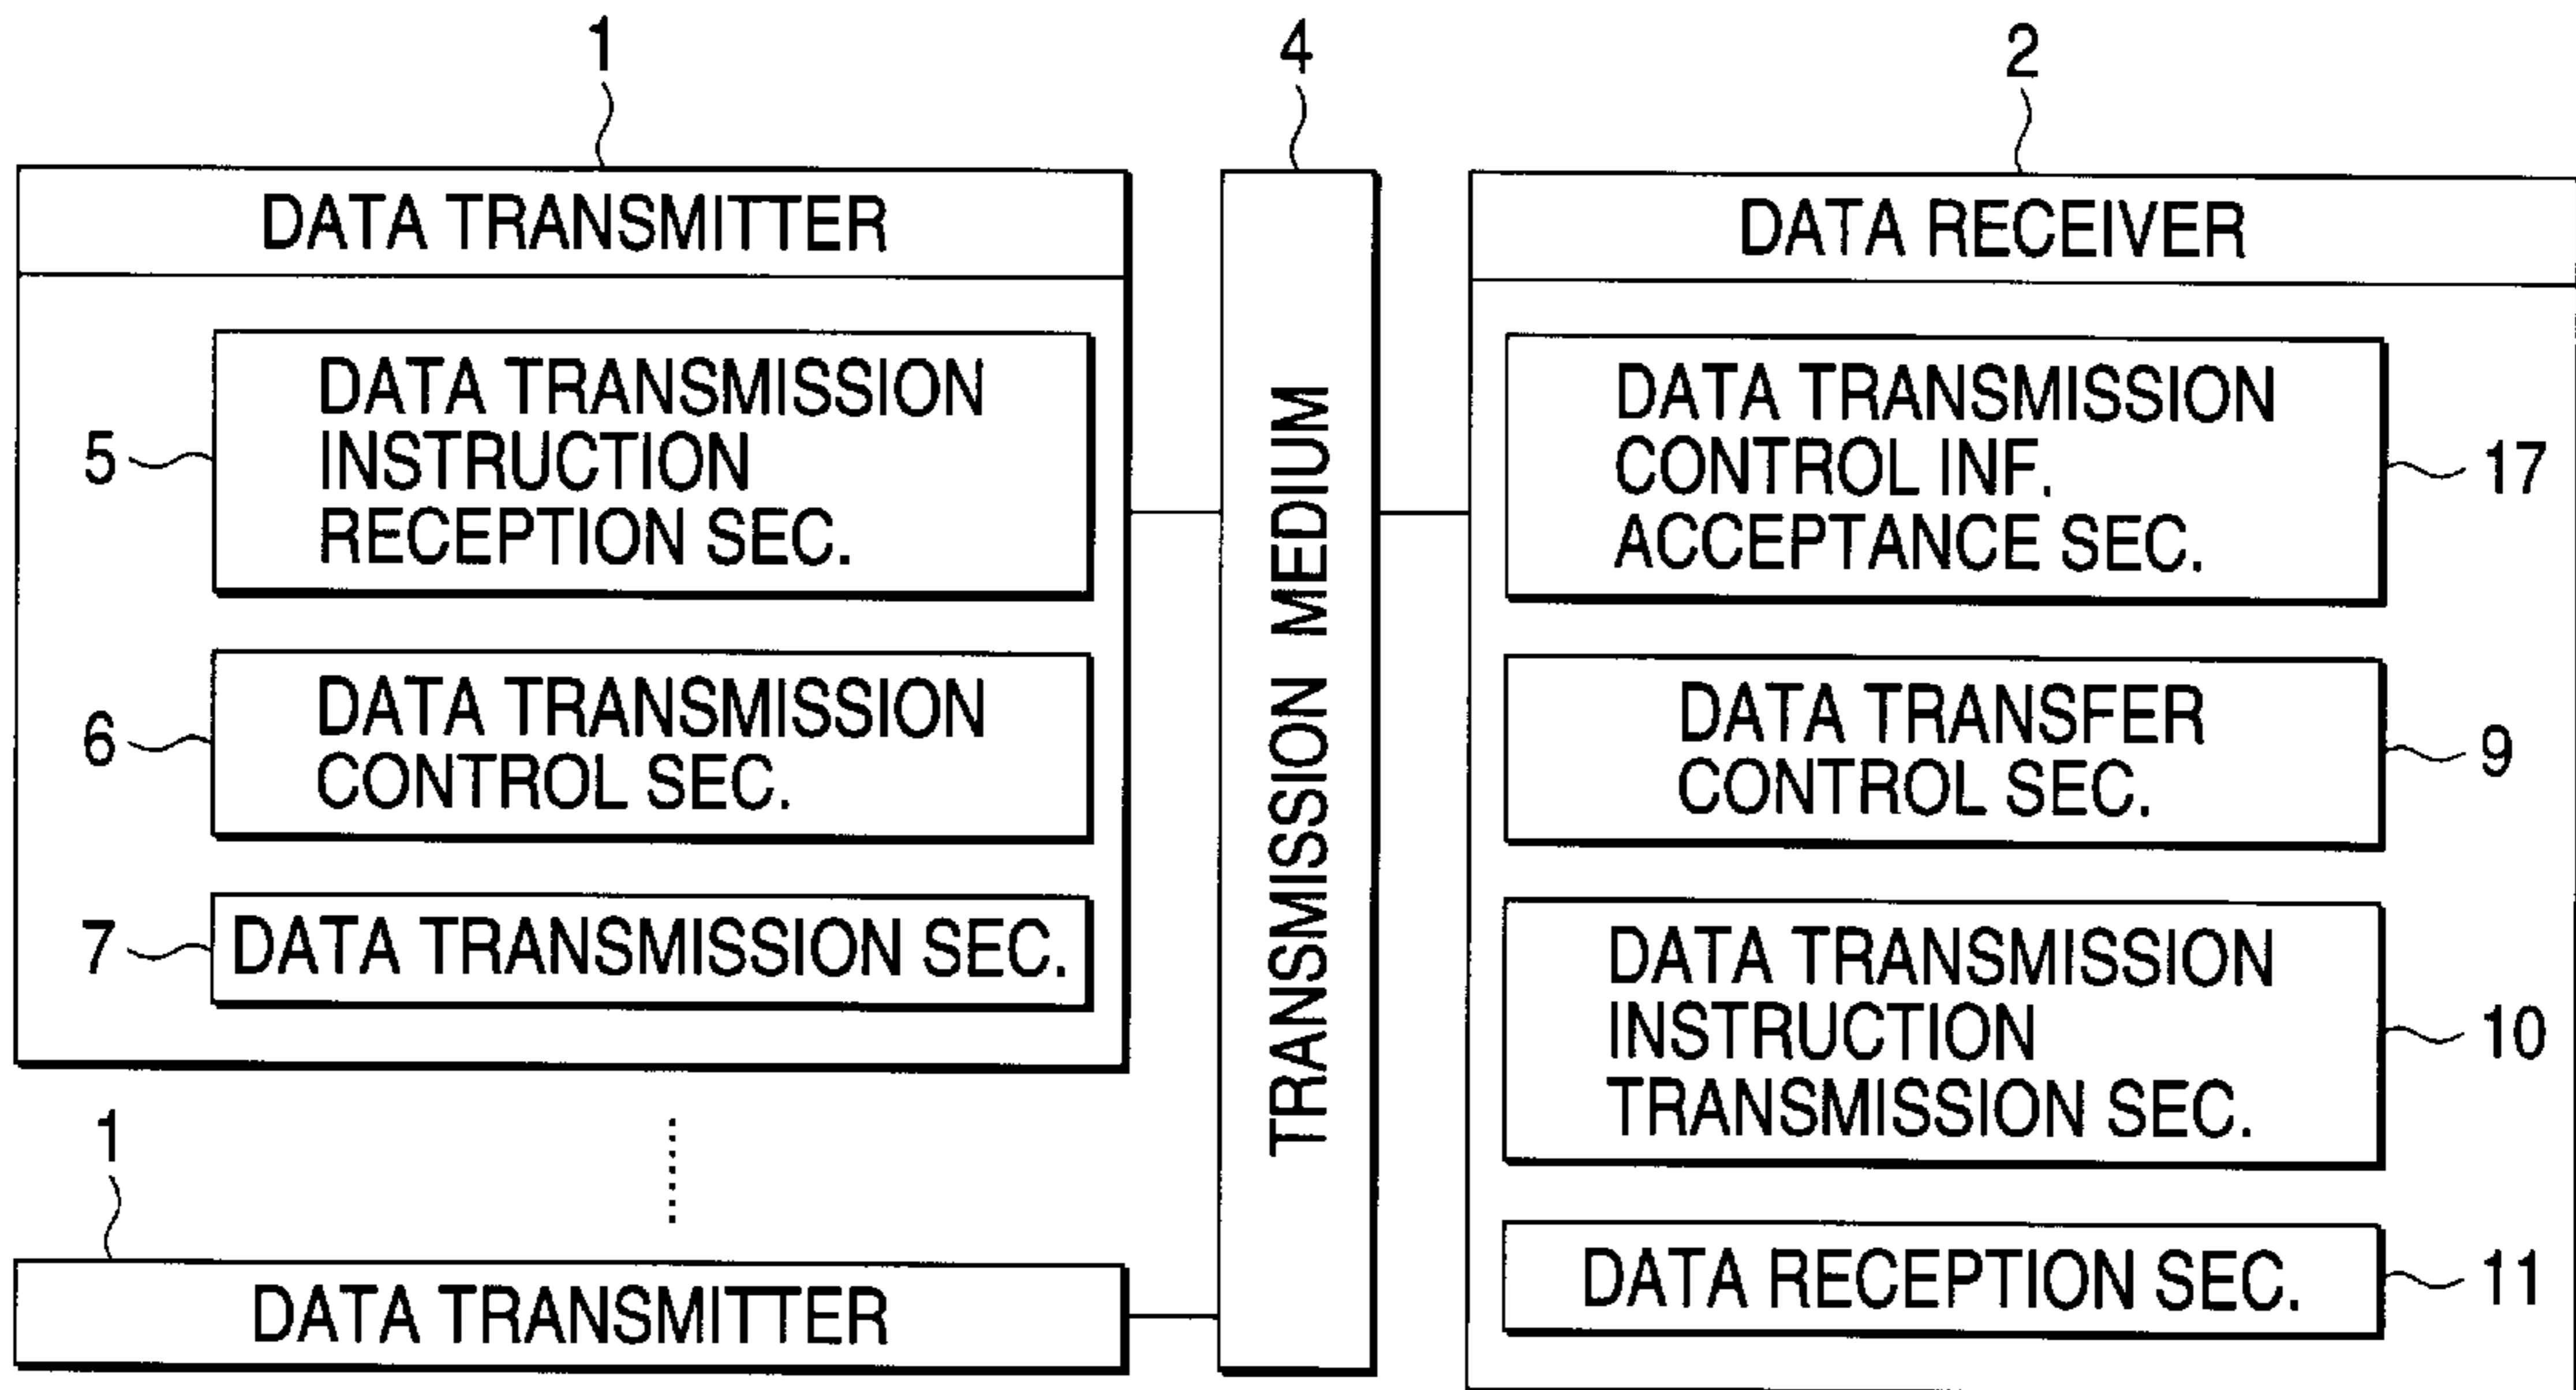 1
4
2
DATA TRANSMITTER
DATA RECEIVER
5
DATA TRANSMISSION
INSTRUCTION
RECEPTION SEC.
6
DATA TRANSMISSION
CONTROL SEC.
7
DATA TRANSMISSION SEC.
1
DATA TRANSMITTER
TRANSMISSION MEDIUM
DATA TRANSMISSION
CONTROL INF.
ACCEPTANCE SEC.
17
DATA TRANSFER
CONTROL SEC.
9
DATA TRANSMISSION
INSTRUCTION
TRANSMISSION SEC.
10
DATA RECEPTION SEC.
11